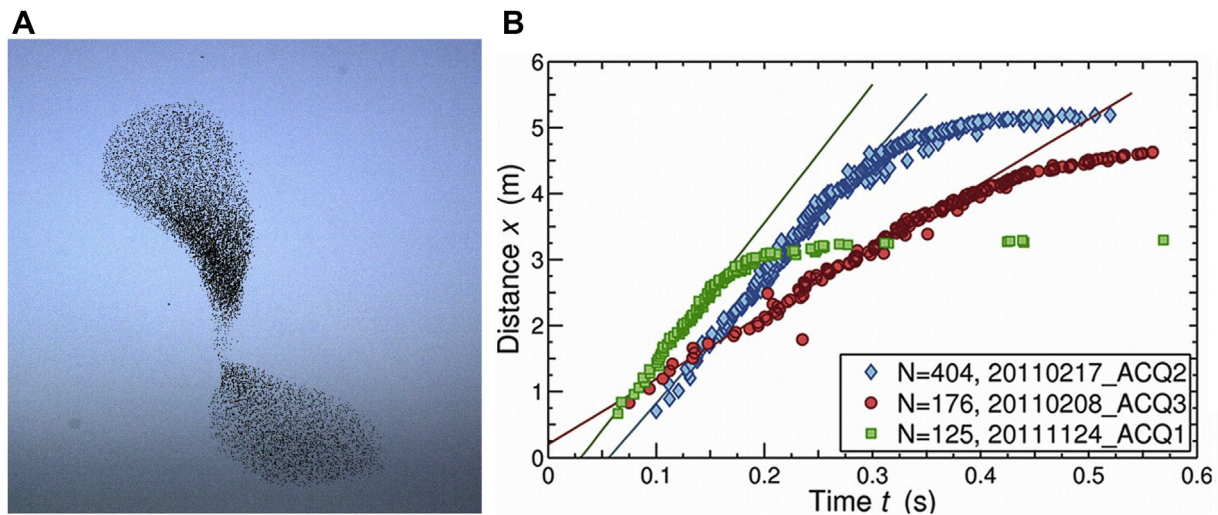 A
B
6
5
4
3
2
1
0
Distance x (m)
0.1
0.2
0.3
0.4
0.5
0.6
Time t (s)
N=404, 20110217_ACQ2
N=176, 20110208_ACQ3
N=125, 20111124_ACQ1